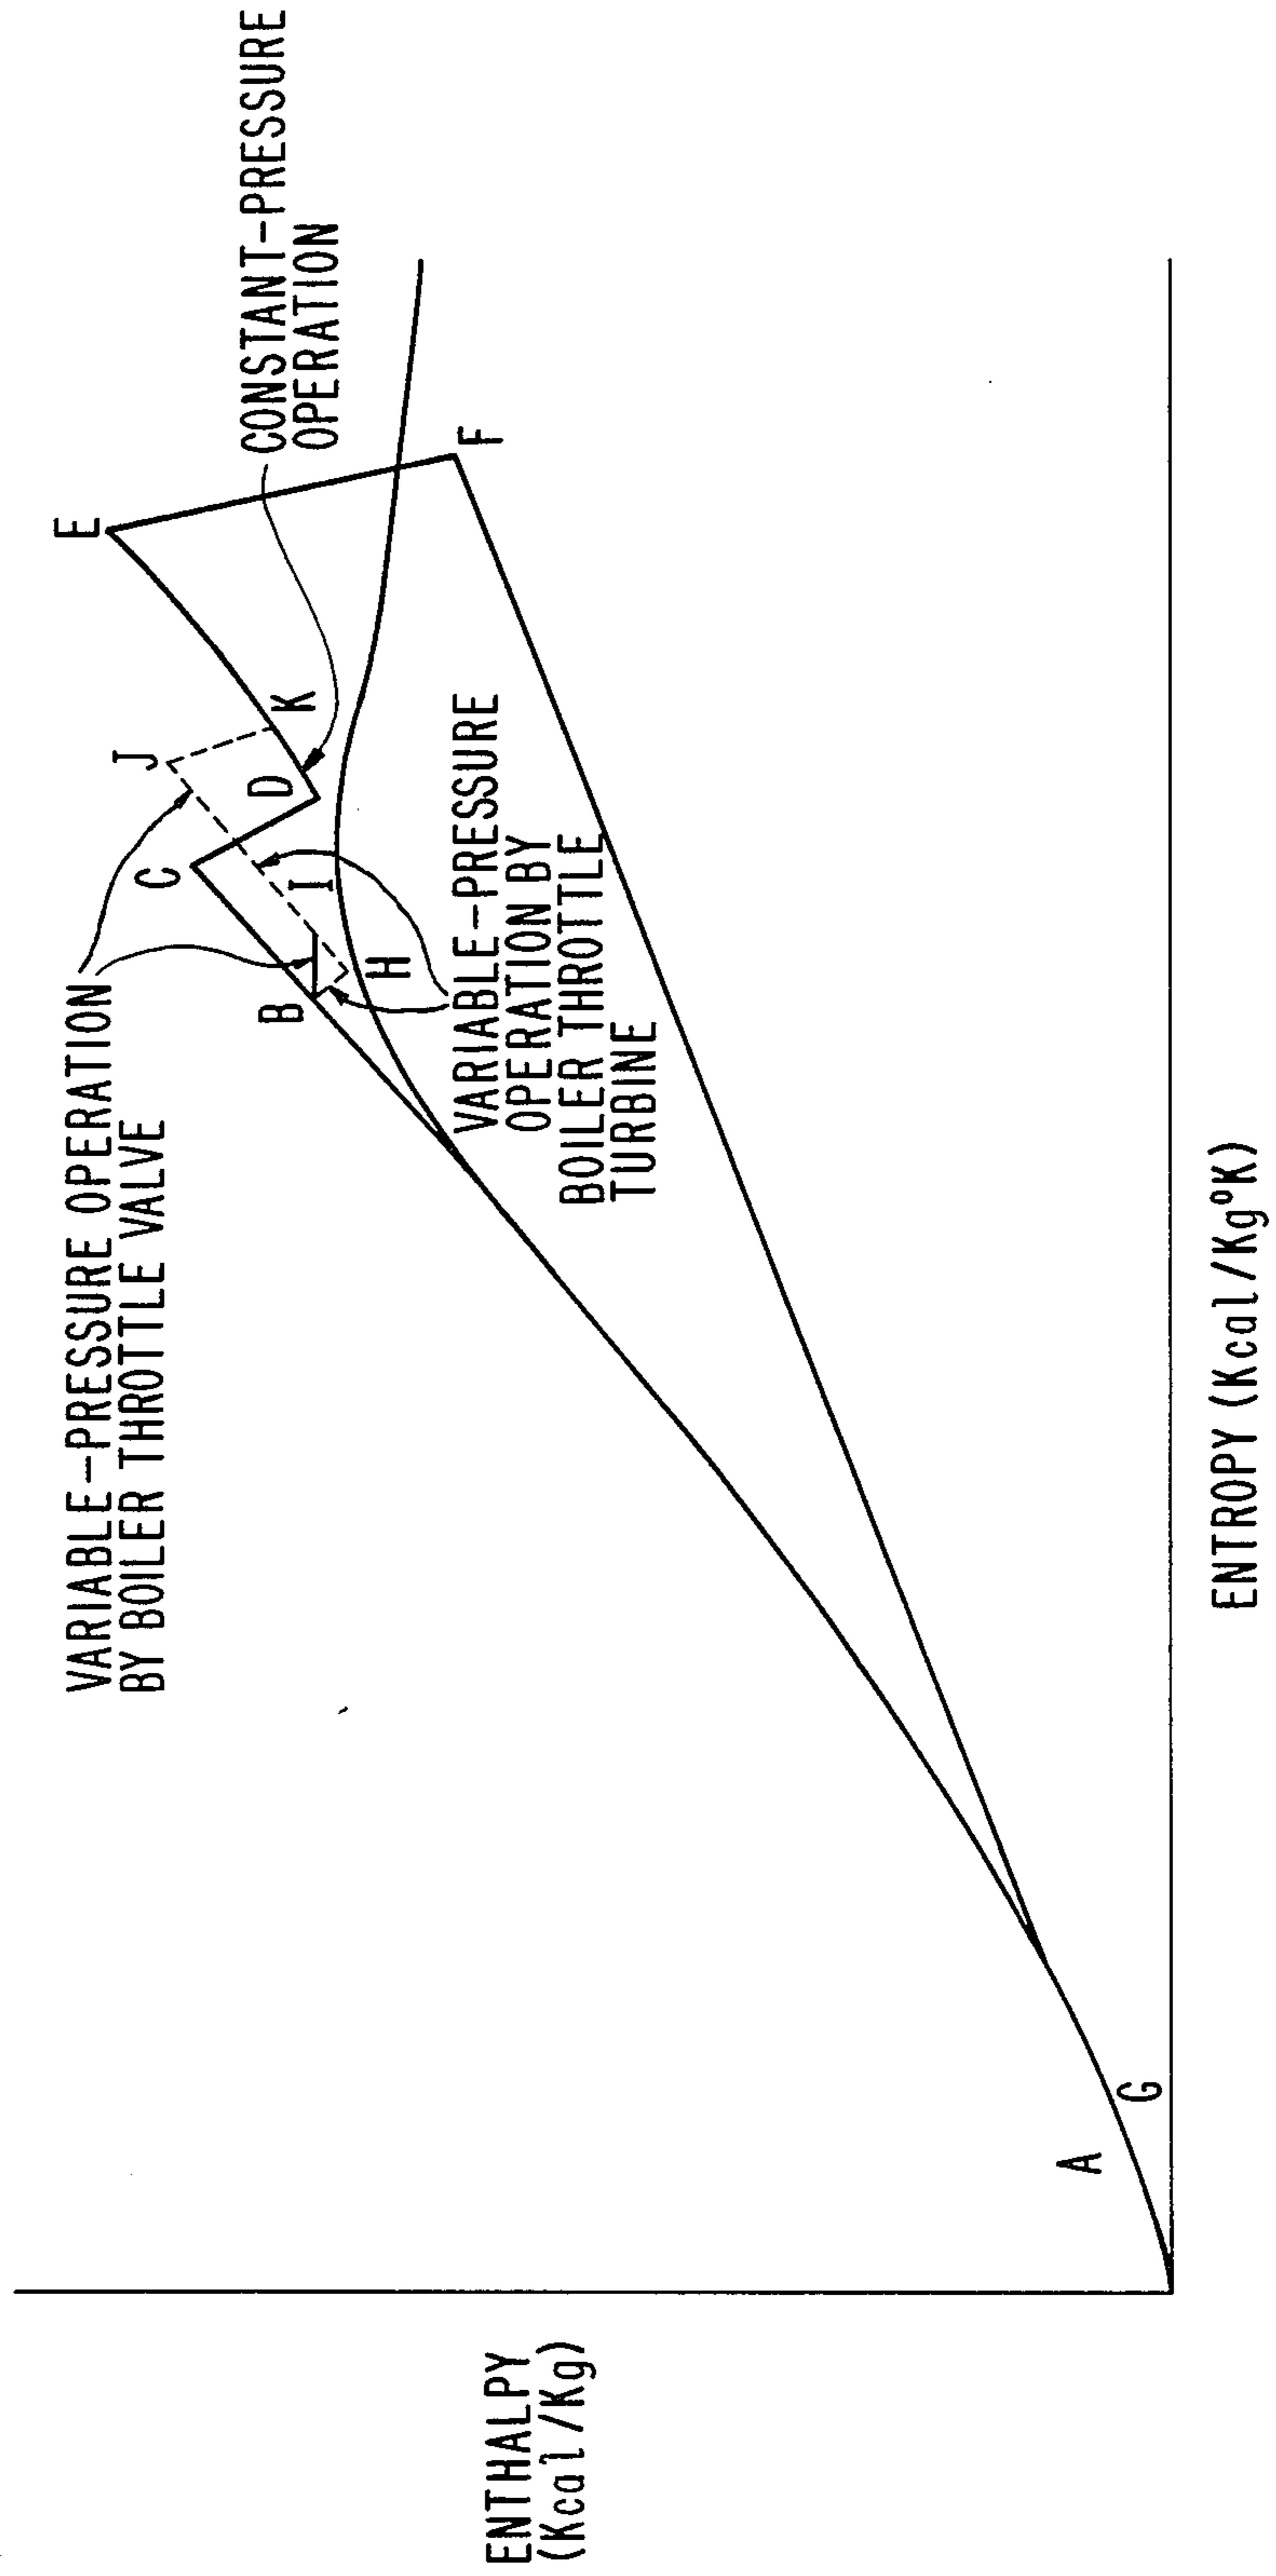 VARIABLE-PRESSURE OPERATION
BY BOILER THROTTLE VALVE
CONSTANT-PRESSURE
OPERATION
E
J
C
K
D
B
I
H
F
VARIABLE-PRESSURE
OPERATION BY
BOILER THROTTLE
TURBINE
ENTHALPY
(Kcal/Kg)
A
G
ENTROPY (Kcal/Kg°K)